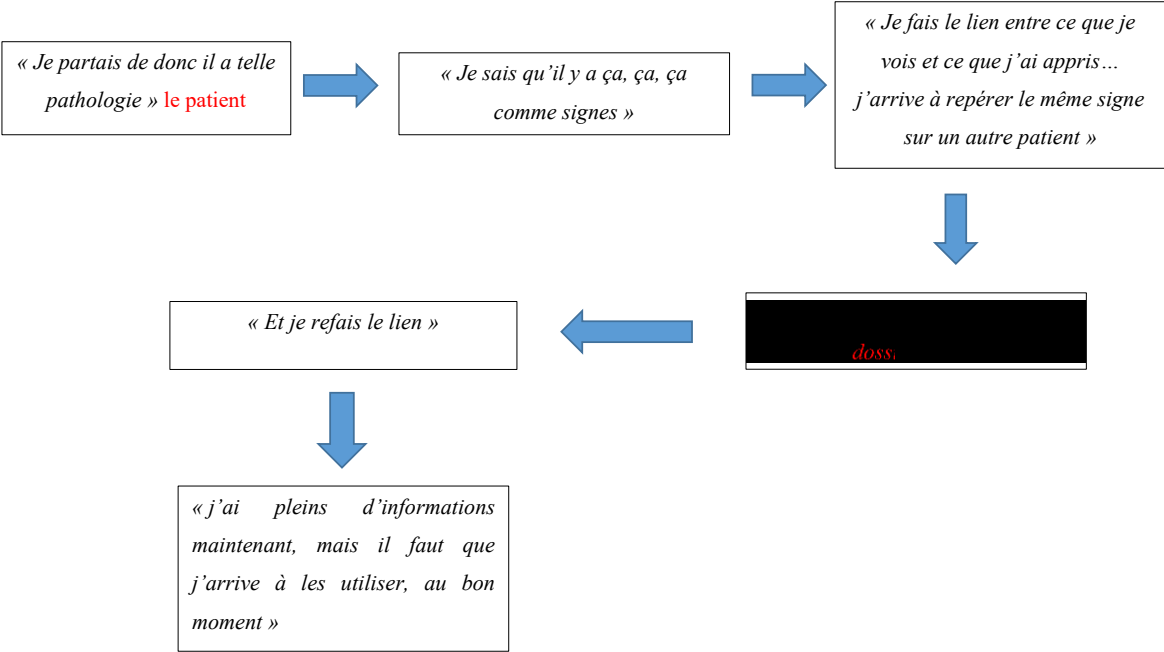 « Je partais de donc il a telle
pathologie » le patient
« Je sais qu’il y a ça, ça, ça
comme signes »
« Je fais le lien entre ce que je
vois et ce que j’ai appris…
j’arrive à repérer le même signe
sur un autre patient »
« Et je refais le lien »
« j’ai pleins d’informations
maintenant, mais il faut que
j’arrive à les utiliser, au bon
moment »